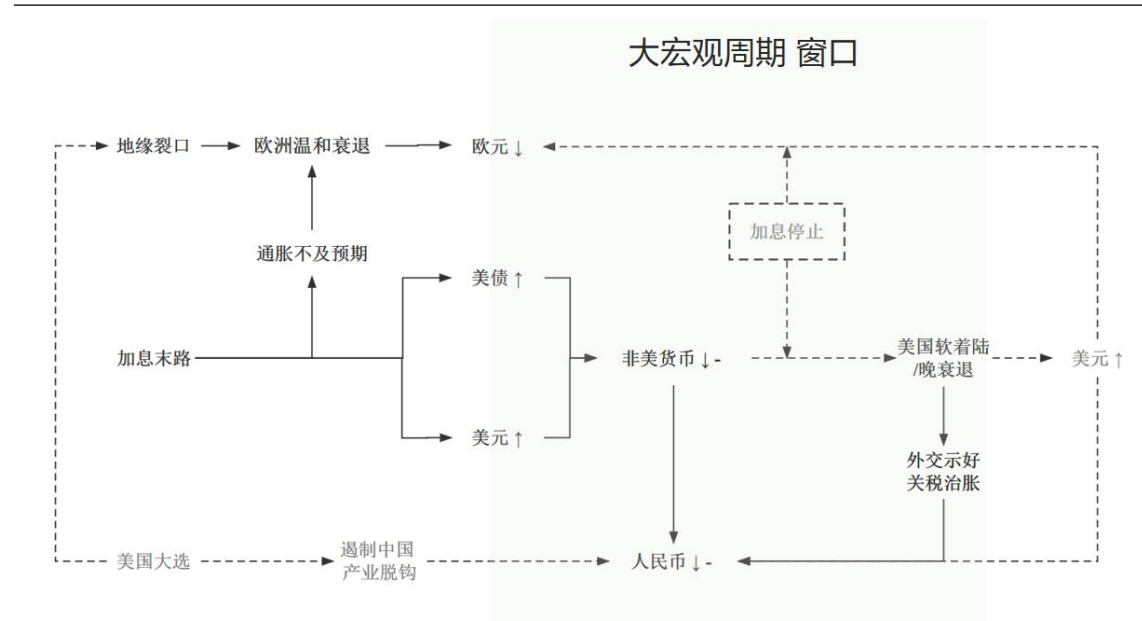 大宏观周期 窗口
地缘裂口
欧洲温和衰退
欧元↓
加息停止
通胀不及预期
美债↑
加息末路
非美货币↓-
美国软着陆
/晚衰退
美元↑
美元↑
外交示好
关税治胀
美国大选
遏制中国
产业脱钩
人民币↓-